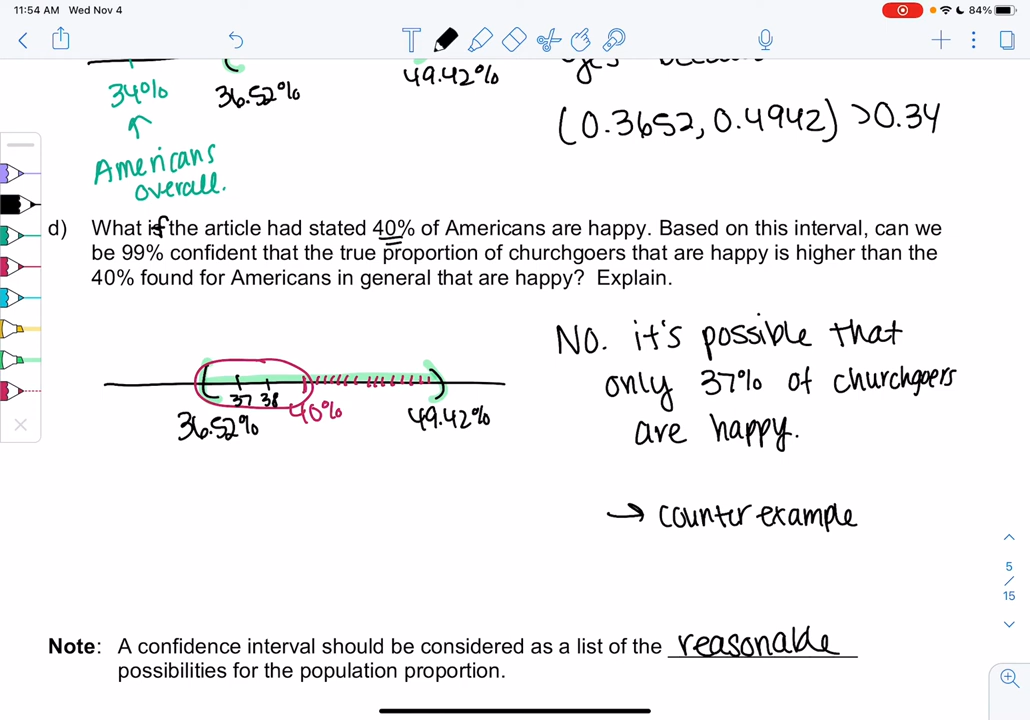 11:54 AM Wed Nov 4
84%
T
49.42%
34%
36.52%
(0.3652, 0.4942) >0.34
Americans
overall.
d) What if the article had stated 40% of Americans are happy. Based on this interval, can we
be 99% confident that the true proportion of churchgoers that are happy is higher than the
40% found for Americans in general that are happy? Explain.
No. it's possible that
only 37% of churchgoers
are happy.
37 38
40%
36.52%
49.42%
→ counterexample
5
/
15
Note: A confidence interval should be considered as a list of the reasonable
possibilities for the population proportion.